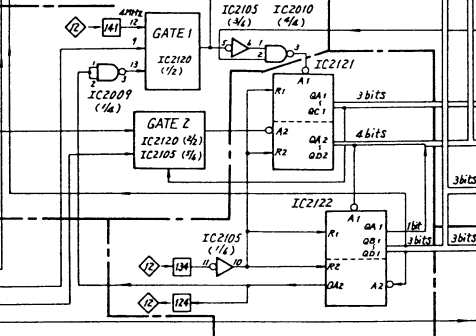 4MHz
12
141
12
GATE 1
IC2120
(1/2)
9
13
1
2
3
IC2009
(1/4)
IC2105
(3/6)
5
6
IC2010
(4/4)
1
2
3
IC2121
A1
R1
QA1
QC1
3 bits
A2
R2
QA2
QD2
4 bits
GATE 2
IC2120 (2/2)
IC2105 (5/6)
3bits
IC2122
A1
R1
QA1
QB1
QD1
1 bit
3 bits
3bits
R2
QA2
A2
IC2105
(1/6)
12
134
11
10
12
124